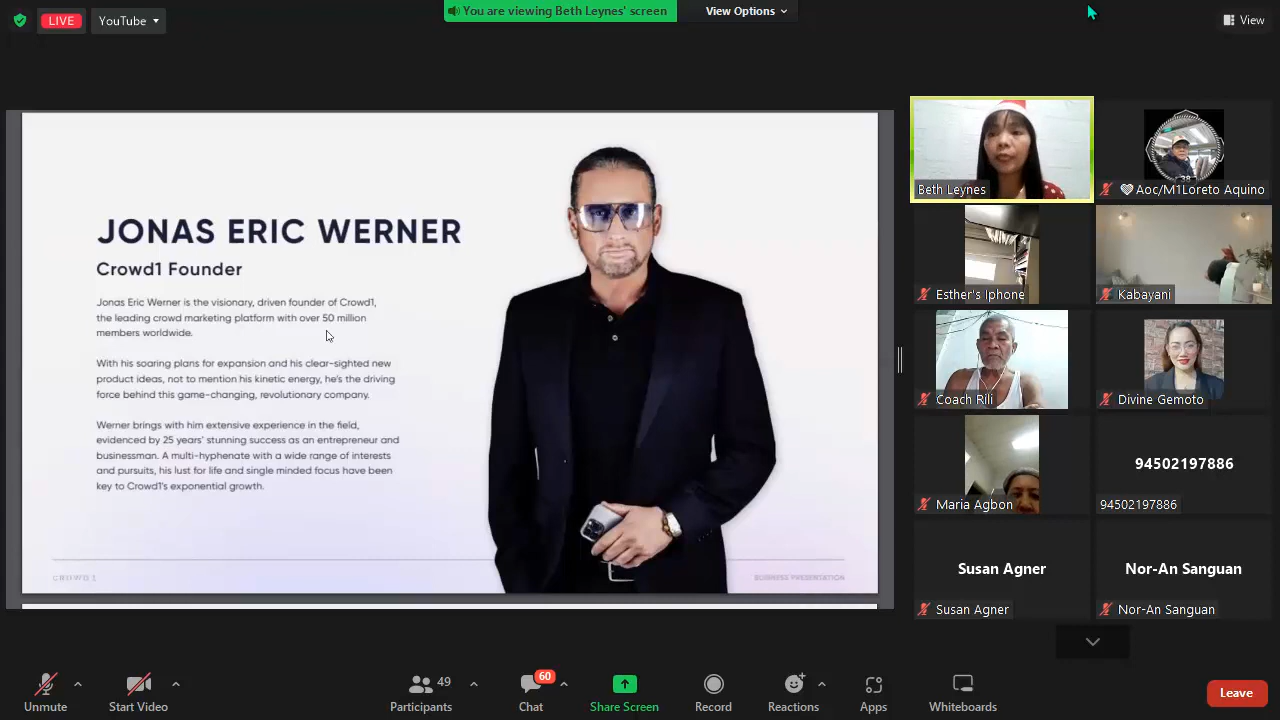 LIVE
YouTube
You are viewing Beth Leynes' screen
View Options
View
JONAS ERIC WERNER
Crowd1 Founder
Jonas Eric Werner is the visionary, driven founder of Crowd1,
the leading crowd marketing platform with over 50 million
members worldwide.
With his soaring plans for expansion and his clear-sighted new
product ideas, not to mention his kinetic energy, he's the driving
force behind this game-changing, revolutionary company.
Werner brings with him extensive experience in the field,
evidenced by 25 years' stunning success as an entrepreneur and
businessman. A multi-hyphenate with a wide range of interests
and pursuits, his lust for life and single minded focus have been
key to Crowd1's exponential growth.
CROWD1
BUSINESS PRESENTATION
Beth Leynes
Aoc/M1Loreto Aquino
Esther's Iphone
Kabayani
Coach Rili
Divine Gemoto
Maria Agbon
94502197886
94502197886
Susan Agner
Susan Agner
Nor-An Sanguan
Nor-An Sanguan
Unmute
Start Video
49
Participants
60
Chat
Share Screen
Record
Reactions
Apps
Whiteboards
Leave